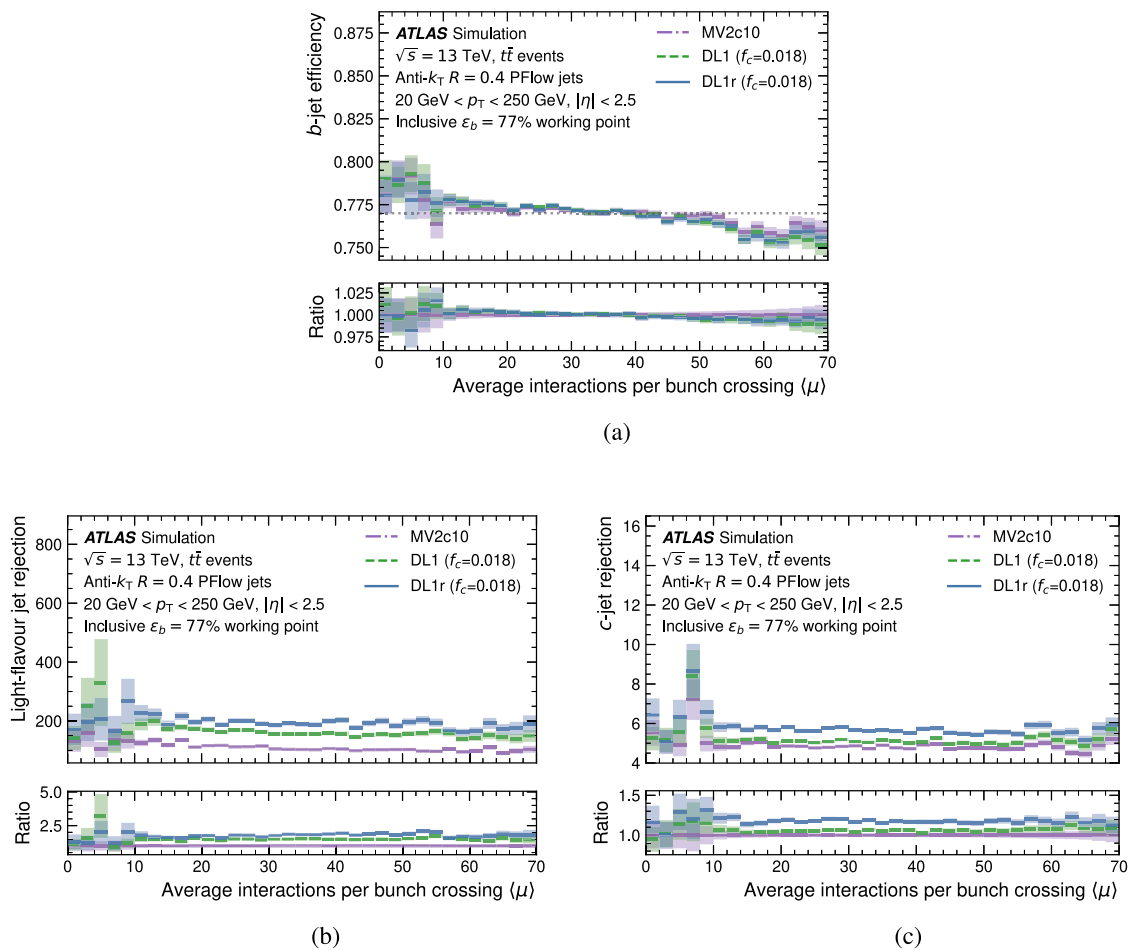 ATLAS Simulation
√s = 13 TeV, tt̄ events
Anti-kT R = 0.4 PFlow jets
20 GeV < pT < 250 GeV, |η| < 2.5
Inclusive εb = 77% working point
MV2c10
DL1 (fc=0.018)
DL1r (fc=0.018)
b-jet efficiency
0.875
0.850
0.825
0.800
0.775
0.750
Ratio
1.025
1.000
0.975
0 10 20 30 40 50 60 70
Average interactions per bunch crossing ⟨μ⟩
(a)
ATLAS Simulation
√s = 13 TeV, tt̄ events
Anti-kT R = 0.4 PFlow jets
20 GeV < pT < 250 GeV, |η| < 2.5
Inclusive εb = 77% working point
MV2c10
DL1 (fc=0.018)
DL1r (fc=0.018)
Light-flavour jet rejection
800
600
400
200
Ratio
5.0
2.5
0 10 20 30 40 50 60 70
Average interactions per bunch crossing ⟨μ⟩
(b)
ATLAS Simulation
√s = 13 TeV, tt̄ events
Anti-kT R = 0.4 PFlow jets
20 GeV < pT < 250 GeV, |η| < 2.5
Inclusive εb = 77% working point
MV2c10
DL1 (fc=0.018)
DL1r (fc=0.018)
c-jet rejection
16
14
12
10
8
6
4
Ratio
1.5
1.0
0 10 20 30 40 50 60 70
Average interactions per bunch crossing ⟨μ⟩
(c)